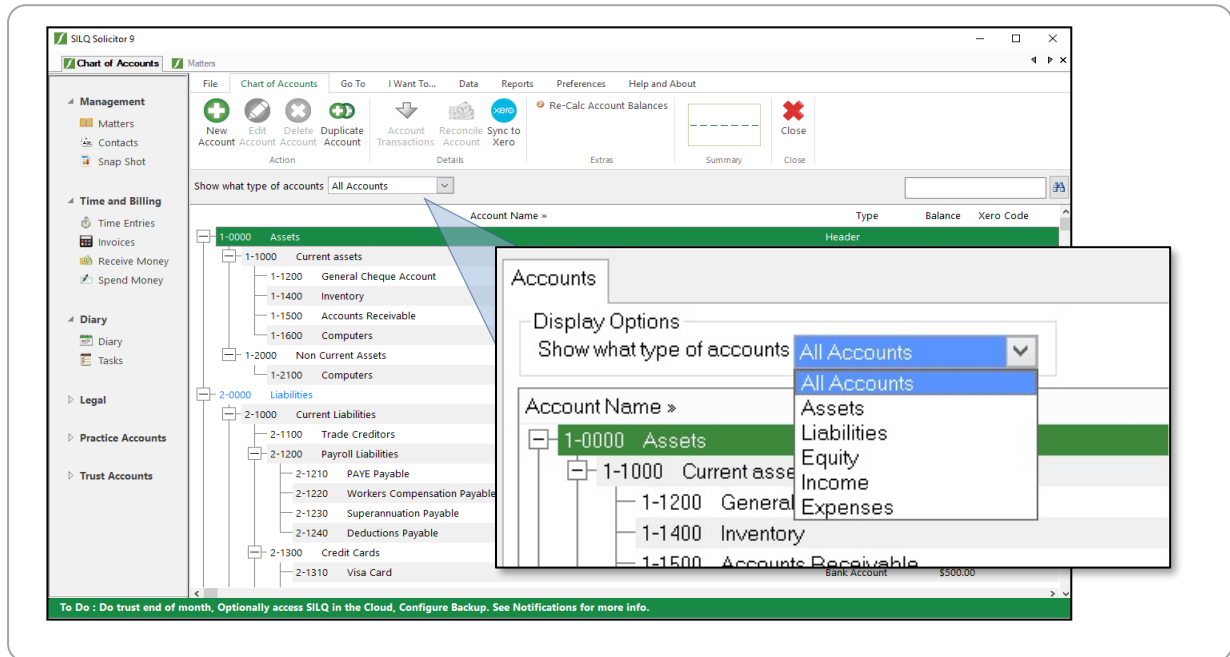 SILQ Solicitor 9
Chart of Accounts Matters
File Chart of Accounts Go To I Want To... Data Reports Preferences Help and About
Management
Matters
Contacts
Snap Shot
Time and Billing
Time Entries
Invoices
Receive Money
Spend Money
Diary
Diary
Tasks
Legal
Practice Accounts
Trust Accounts
New Account Edit Account Delete Account Duplicate Account
Action
Account Transactions Reconcile Account xero Sync to Xero
Details
Re-Calc Account Balances
Extras
Summary
Close
Close
Show what type of accounts All Accounts
Account Name » Type Balance Xero Code
1-0000 Assets Header
1-1000 Current assets
1-1200 General Cheque Account
1-1400 Inventory
1-1500 Accounts Receivable
1-1600 Computers
1-2000 Non Current Assets
1-2100 Computers
2-0000 Liabilities
2-1000 Current Liabilities
2-1100 Trade Creditors
2-1200 Payroll Liabilities
2-1210 PAYE Payable
2-1220 Workers Compensation Payable
2-1230 Superannuation Payable
2-1240 Deductions Payable
2-1300 Credit Cards
2-1310 Visa Card Bank Account $500.00
Accounts
Display Options
Show what type of accounts All Accounts
All Accounts
Assets
Liabilities
Equity
Income
Expenses
Account Name »
1-0000 Assets
1-1000 Current asse
1-1200 General
1-1400 Inventory
1-1500 Accounts Receivable
To Do : Do trust end of month, Optionally access SILQ in the Cloud, Configure Backup. See Notifications for more info.